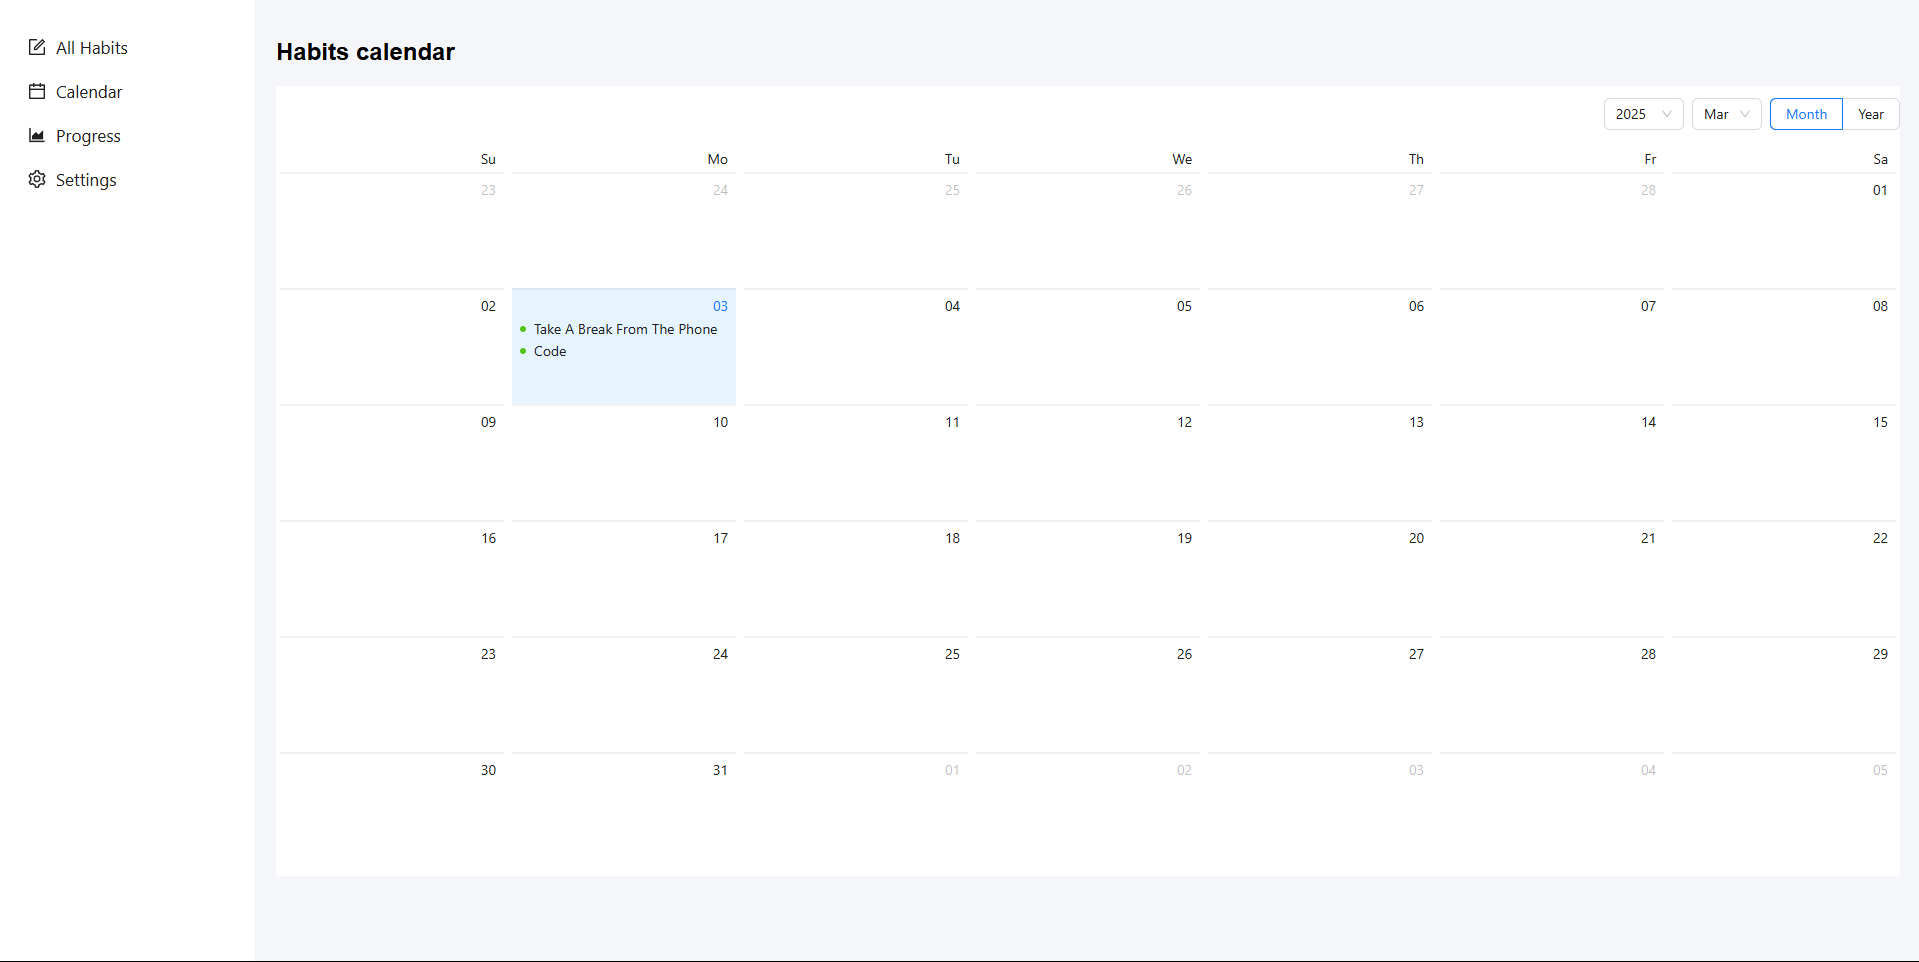 All Habits
Calendar
Progress
Settings
Habits calendar
2025 Mar Month Year
Su Mo Tu We Th Fr Sa
23 24 25 26 27 28 01
02 03 04 05 06 07 08
Take A Break From The Phone
Code
09 10 11 12 13 14 15
16 17 18 19 20 21 22
23 24 25 26 27 28 29
30 31 01 02 03 04 05